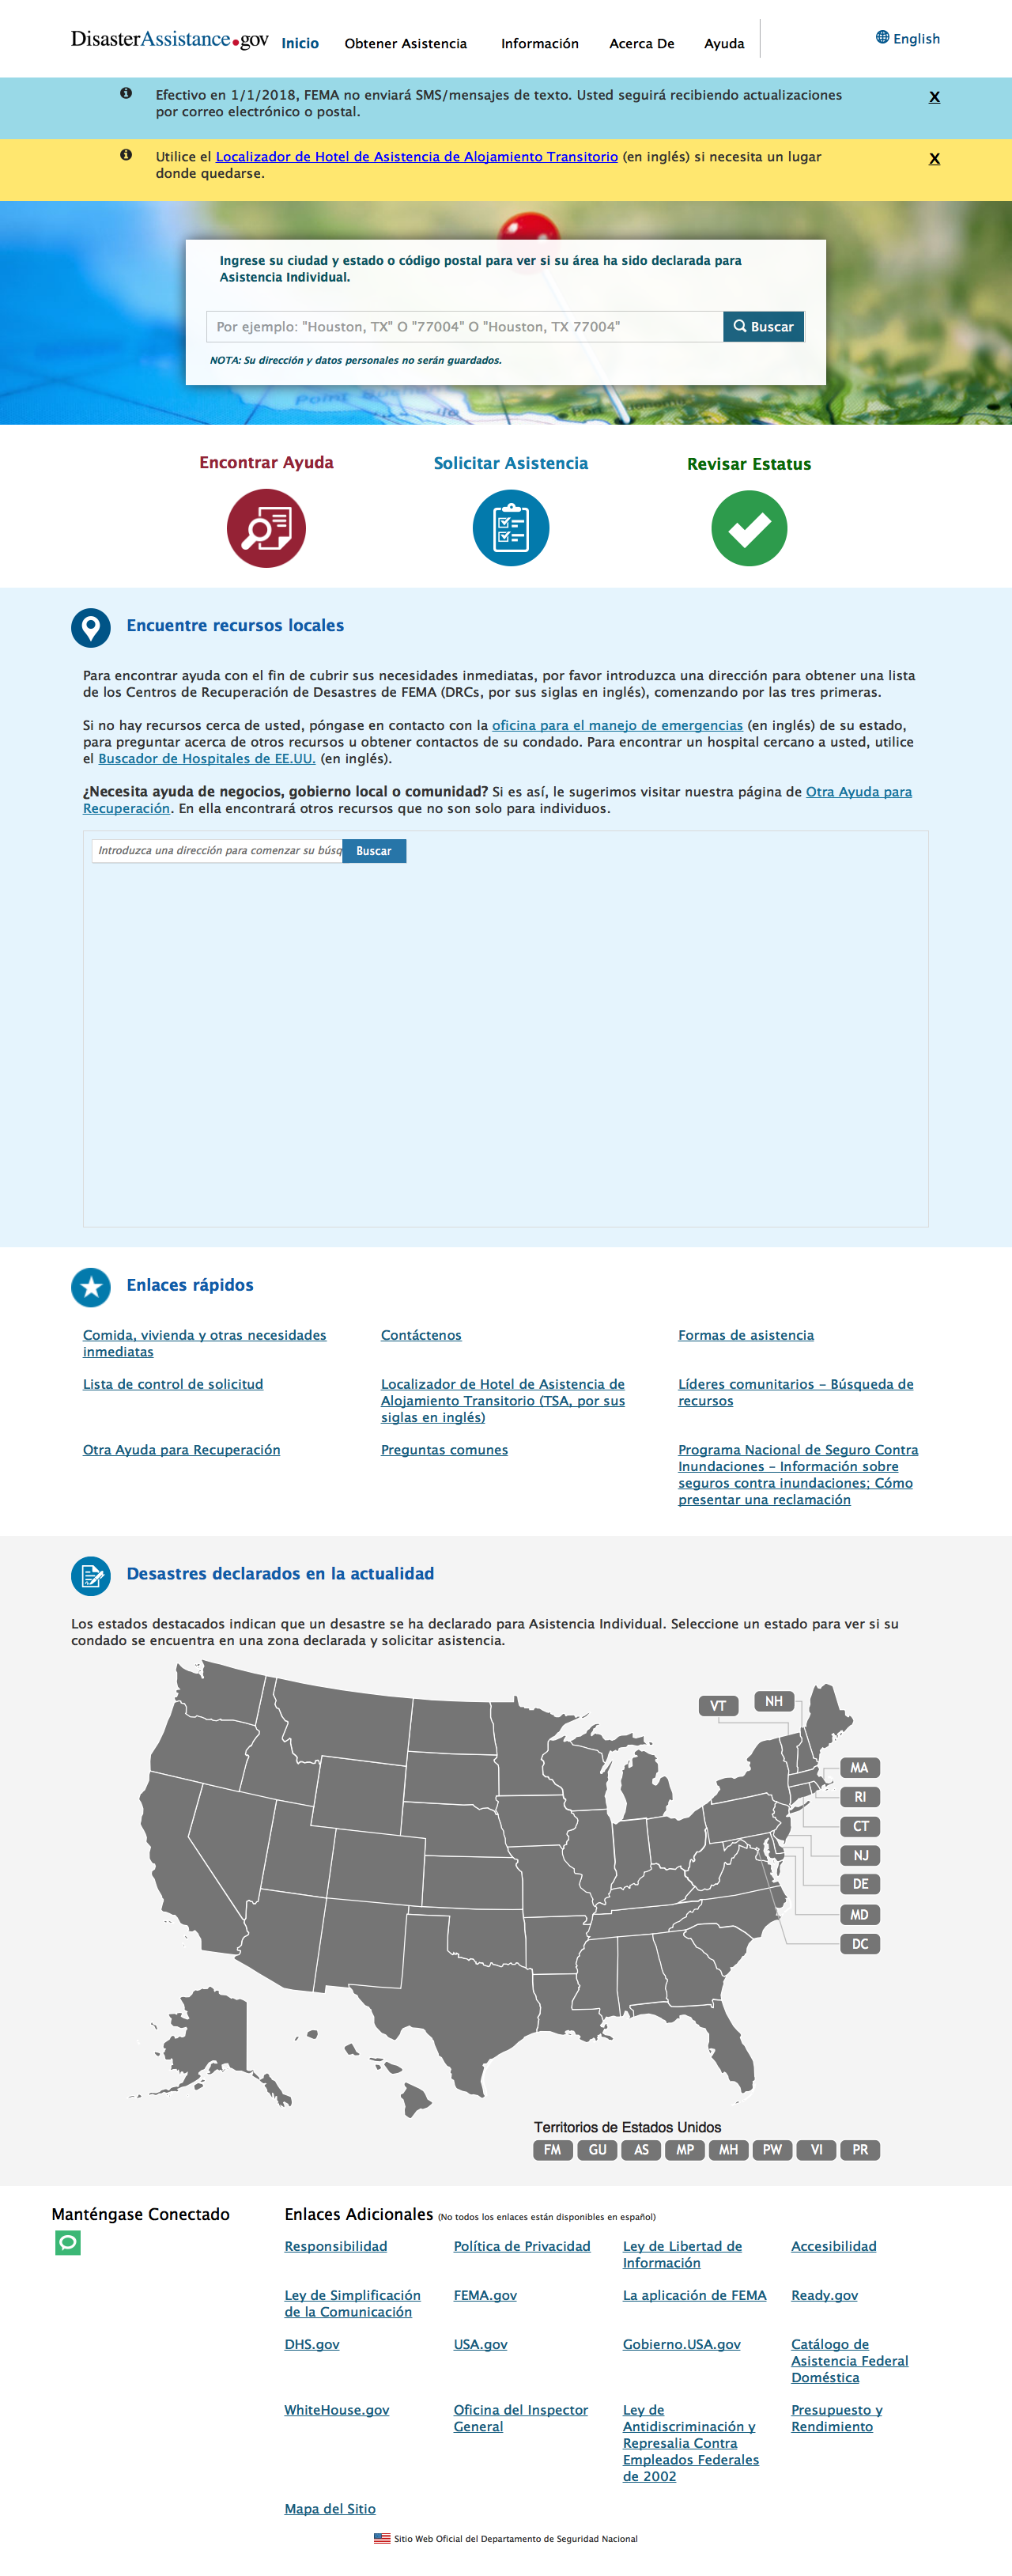 DisasterAssistance.gov
Inicio
Obtener Asistencia
Información
Acerca De
Ayuda
English
Efectivo en 1/1/2018, FEMA no enviará SMS/mensajes de texto. Usted seguirá recibiendo actualizaciones
por correo electrónico o postal.
X
Utilice el Localizador de Hotel de Asistencia de Alojamiento Transitorio (en inglés) si necesita un lugar
donde quedarse.
X
Ingrese su ciudad y estado o código postal para ver si su área ha sido declarada para
Asistencia Individual.
Por ejemplo: "Houston, TX" O "77004" O "Houston, TX 77004"
Buscar
NOTA: Su dirección y datos personales no serán guardados.
Encontrar Ayuda
Solicitar Asistencia
Revisar Estatus
Encuentre recursos locales
Para encontrar ayuda con el fin de cubrir sus necesidades inmediatas, por favor introduzca una dirección para obtener una lista
de los Centros de Recuperación de Desastres de FEMA (DRCs, por sus siglas en inglés), comenzando por las tres primeras.
Si no hay recursos cerca de usted, póngase en contacto con la oficina para el manejo de emergencias (en inglés) de su estado,
para preguntar acerca de otros recursos u obtener contactos de su condado. Para encontrar un hospital cercano a usted, utilice
el Buscador de Hospitales de EE.UU. (en inglés).
¿Necesita ayuda de negocios, gobierno local o comunidad? Si es así, le sugerimos visitar nuestra página de Otra Ayuda para
Recuperación. En ella encontrará otros recursos que no son solo para individuos.
Introduzca una dirección para comenzar su búsq
Buscar
Enlaces rápidos
Comida, vivienda y otras necesidades
inmediatas
Contáctenos
Formas de asistencia
Lista de control de solicitud
Localizador de Hotel de Asistencia de
Alojamiento Transitorio (TSA, por sus
siglas en inglés)
Líderes comunitarios – Búsqueda de
recursos
Otra Ayuda para Recuperación
Preguntas comunes
Programa Nacional de Seguro Contra
Inundaciones – Información sobre
seguros contra inundaciones; Cómo
presentar una reclamación
Desastres declarados en la actualidad
Los estados destacados indican que un desastre se ha declarado para Asistencia Individual. Seleccione un estado para ver si su
condado se encuentra en una zona declarada y solicitar asistencia.
VT
NH
MA
RI
CT
NJ
DE
MD
DC
Territorios de Estados Unidos
FM
GU
AS
MP
MH
PW
VI
PR
Manténgase Conectado
Enlaces Adicionales (No todos los enlaces están disponibles en español)
Responsibilidad
Política de Privacidad
Ley de Libertad de
Información
Accesibilidad
Ley de Simplificación
de la Comunicación
FEMA.gov
La aplicación de FEMA
Ready.gov
DHS.gov
USA.gov
Gobierno.USA.gov
Catálogo de
Asistencia Federal
Doméstica
WhiteHouse.gov
Oficina del Inspector
General
Ley de
Antidiscriminación y
Represalia Contra
Empleados Federales
de 2002
Presupuesto y
Rendimiento
Mapa del Sitio
Sitio Web Oficial del Departamento de Seguridad Nacional